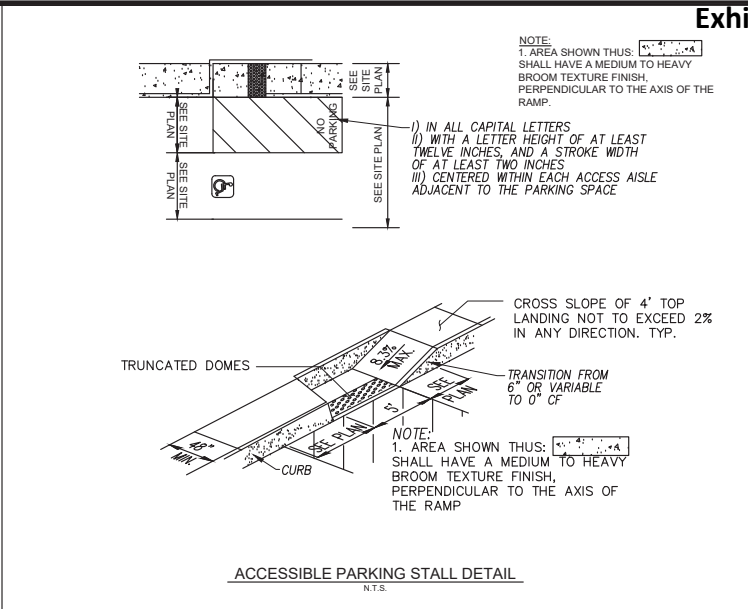 Exhi
NOTE:
1. AREA SHOWN THUS:
SHALL HAVE A MEDIUM TO HEAVY
BROOM TEXTURE FINISH,
PERPENDICULAR TO THE AXIS OF THE
RAMP.
SEE
SITE
PLAN
SEE SITE
PLAN
NO
PARKING
SEE SITE PLAN
SEE SITE
PLAN
I) IN ALL CAPITAL LETTERS
II) WITH A LETTER HEIGHT OF AT LEAST
TWELVE INCHES, AND A STROKE WIDTH
OF AT LEAST TWO INCHES
III) CENTERED WITHIN EACH ACCESS AISLE
ADJACENT TO THE PARKING SPACE
CROSS SLOPE OF 4' TOP
LANDING NOT TO EXCEED 2%
IN ANY DIRECTION. TYP.
8.3%
MAX.
TRUNCATED DOMES
TRANSITION FROM
6" OR VARIABLE
TO 0" CF
SEE
PLAN
5'
SEE PLAN
48"
MIN.
CURB
NOTE:
1. AREA SHOWN THUS:
SHALL HAVE A MEDIUM TO HEAVY
BROOM TEXTURE FINISH,
PERPENDICULAR TO THE AXIS OF
THE RAMP
ACCESSIBLE PARKING STALL DETAIL
N.T.S.